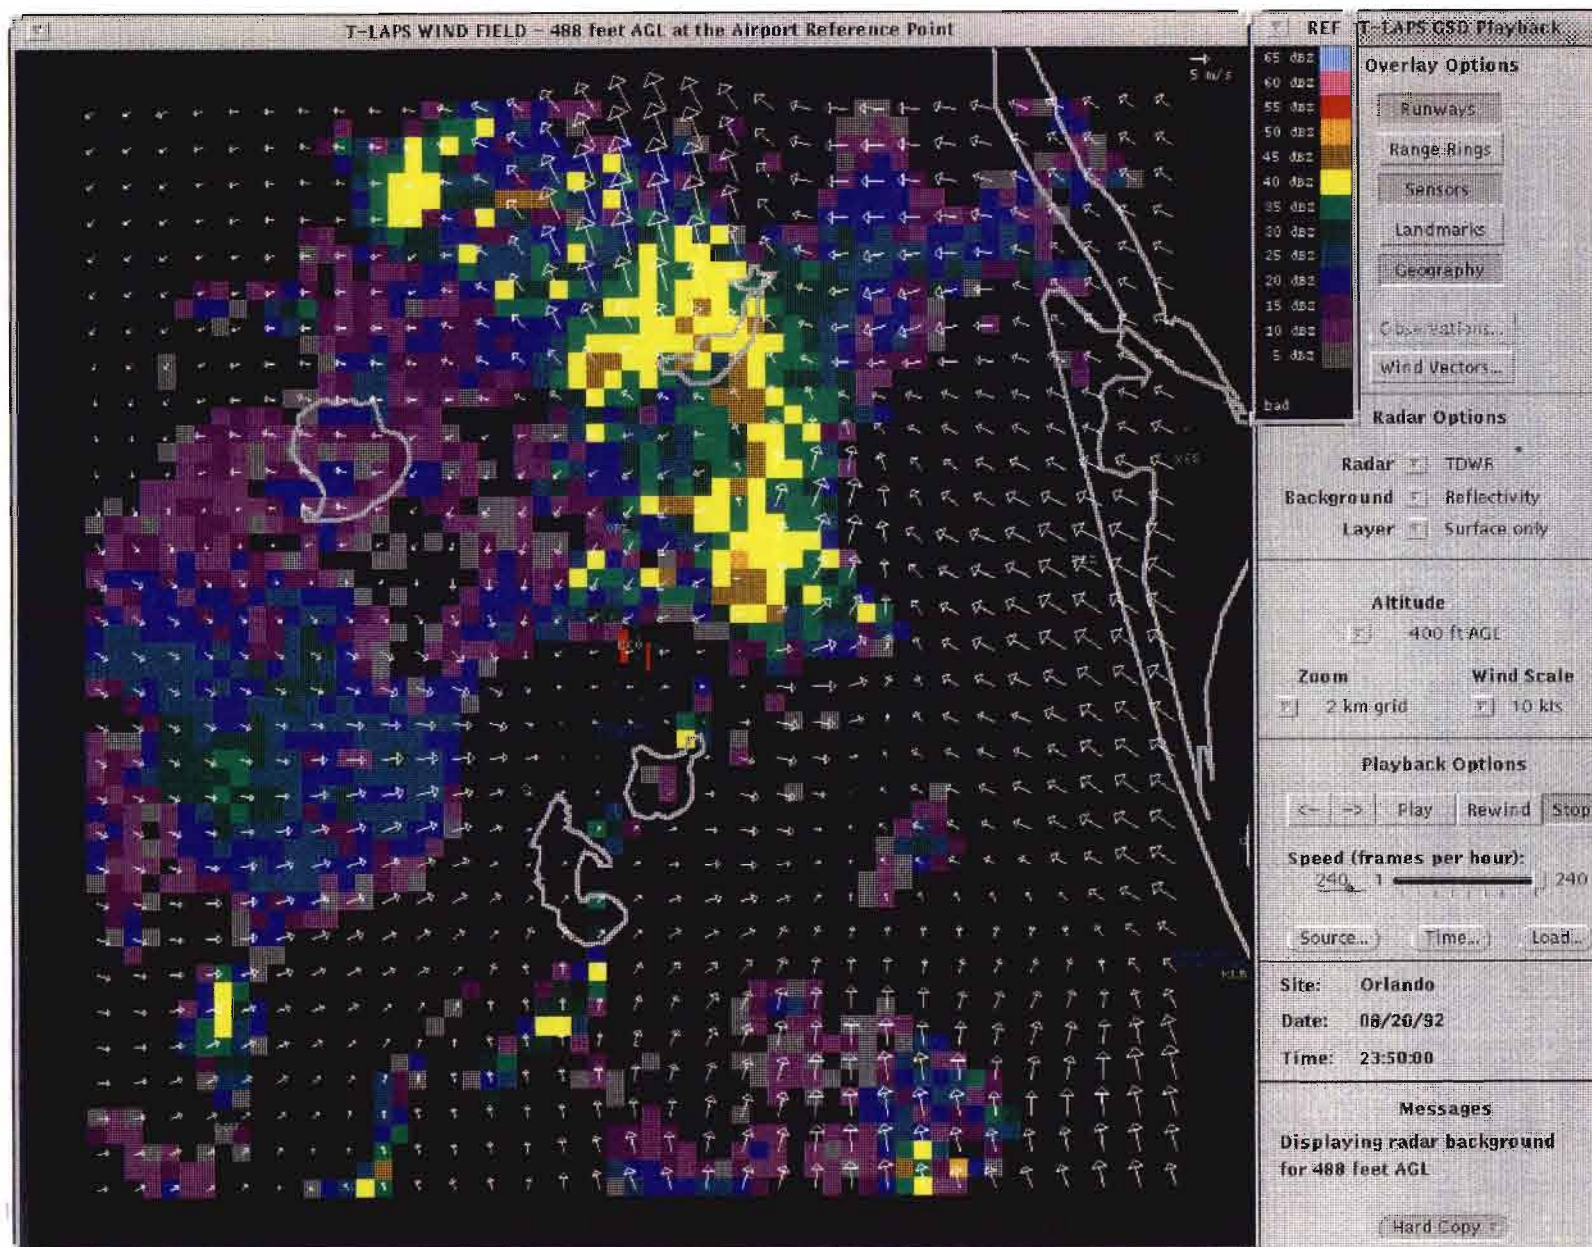 T-LAPS WIND FIELD - 488 feet AGL at the Airport Reference Point
5 m/s
REF
65 dBZ
60 dBZ
55 dBZ
50 dBZ
45 dBZ
40 dBZ
35 dBZ
30 dBZ
25 dBZ
20 dBZ
15 dBZ
10 dBZ
5 dBZ
bad
T-LAPS GSD Playback
Overlay Options
Runways
Range Rings
Sensors
Landmarks
Geography
Observations...
Wind Vectors...
Radar Options
Radar TDWR
Background Reflectivity
Layer Surface only
Altitude
400 ft AGL
Zoom Wind Scale
2 km grid 10 kts
Playback Options
<- -> Play Rewind Stop
Speed (frames per hour):
240 1 240
Source... Time... Load...
Site: Orlando
Date: 08/20/92
Time: 23:50:00
Messages
Displaying radar background
for 488 feet AGL
Hard Copy